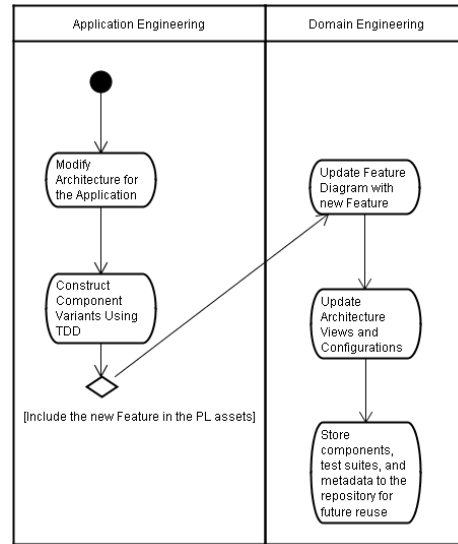 Application Engineering
Domain Engineering
Modify
Architecture for
the Application
Construct
Component
Variants Using
TDD
[Include the new Feature in the PL assets]
Update Feature
Diagram with
new Feature
Update
Architecture
Views and
Configurations
Store
components,
test suites, and
metadata to the
repository for
future reuse